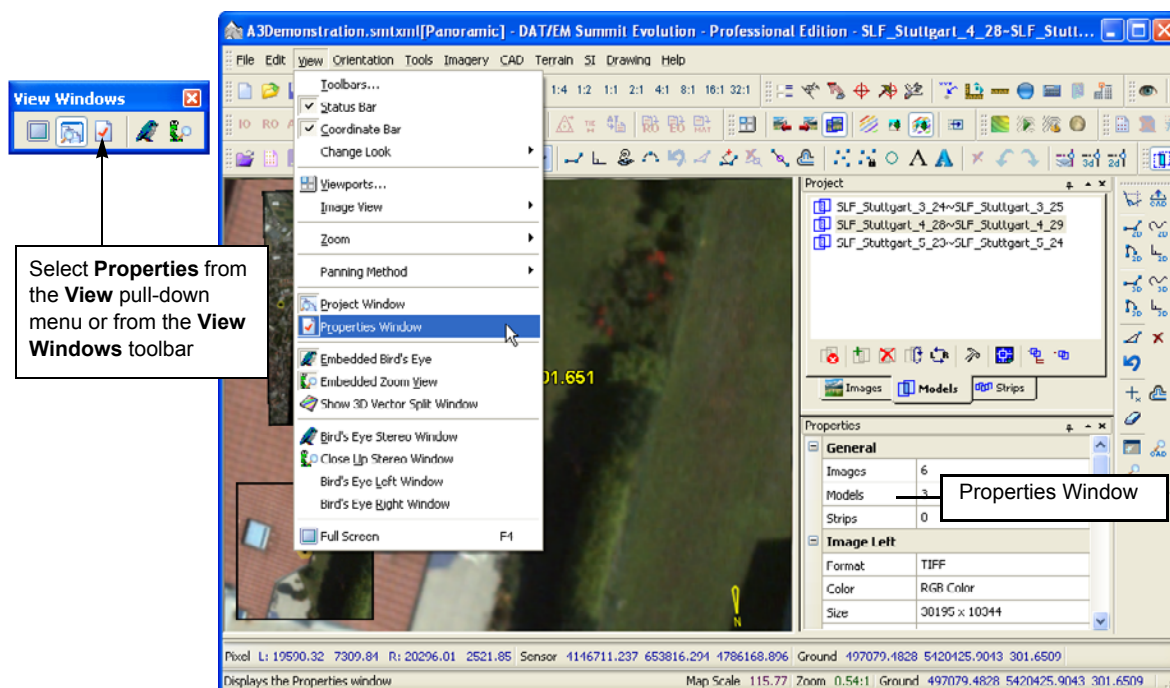 A3Demonstration.smtxml[Panoramic] - DAT/EM Summit Evolution - Professional Edition - SLF_Stuttgart_4_28~SLF_Stutt...
File Edit View Orientation Tools Imagery CAD Terrain SI Drawing Help
View Windows
Select Properties from
the View pull-down
menu or from the View
Windows toolbar
Toolbars...
Status Bar
Coordinate Bar
Change Look
Viewports...
Image View
Zoom
Panning Method
Project Window
Properties Window
Embedded Bird's Eye
Embedded Zoom View
Show 3D Vector Split Window
Bird's Eye Stereo Window
Close Up Stereo Window
Bird's Eye Left Window
Bird's Eye Right Window
Full Screen F4
1:4 1:2 1:1 2:1 4:1 8:1 16:1 32:1
IO RO
01.651
N
Project
SLF_Stuttgart_3_24~SLF_Stuttgart_3_25
SLF_Stuttgart_4_28~SLF_Stuttgart_4_29
SLF_Stuttgart_5_23~SLF_Stuttgart_5_24
Images Models Strips
Properties
General
Images 6
Models 3
Strips 0
Image Left
Format TIFF
Color RGB Color
Size 30195 x 10344
Properties Window
Pixel L: 19590.32 7309.84 R: 20296.01 2521.85 Sensor 4146711.237 653816.294 4786168.896 Ground 497079.4828 5420425.9043 301.6509
Displays the Properties window Map Scale 115.77 Zoom 0.54:1 Ground 497079.4828 5420425.9043 301.6509